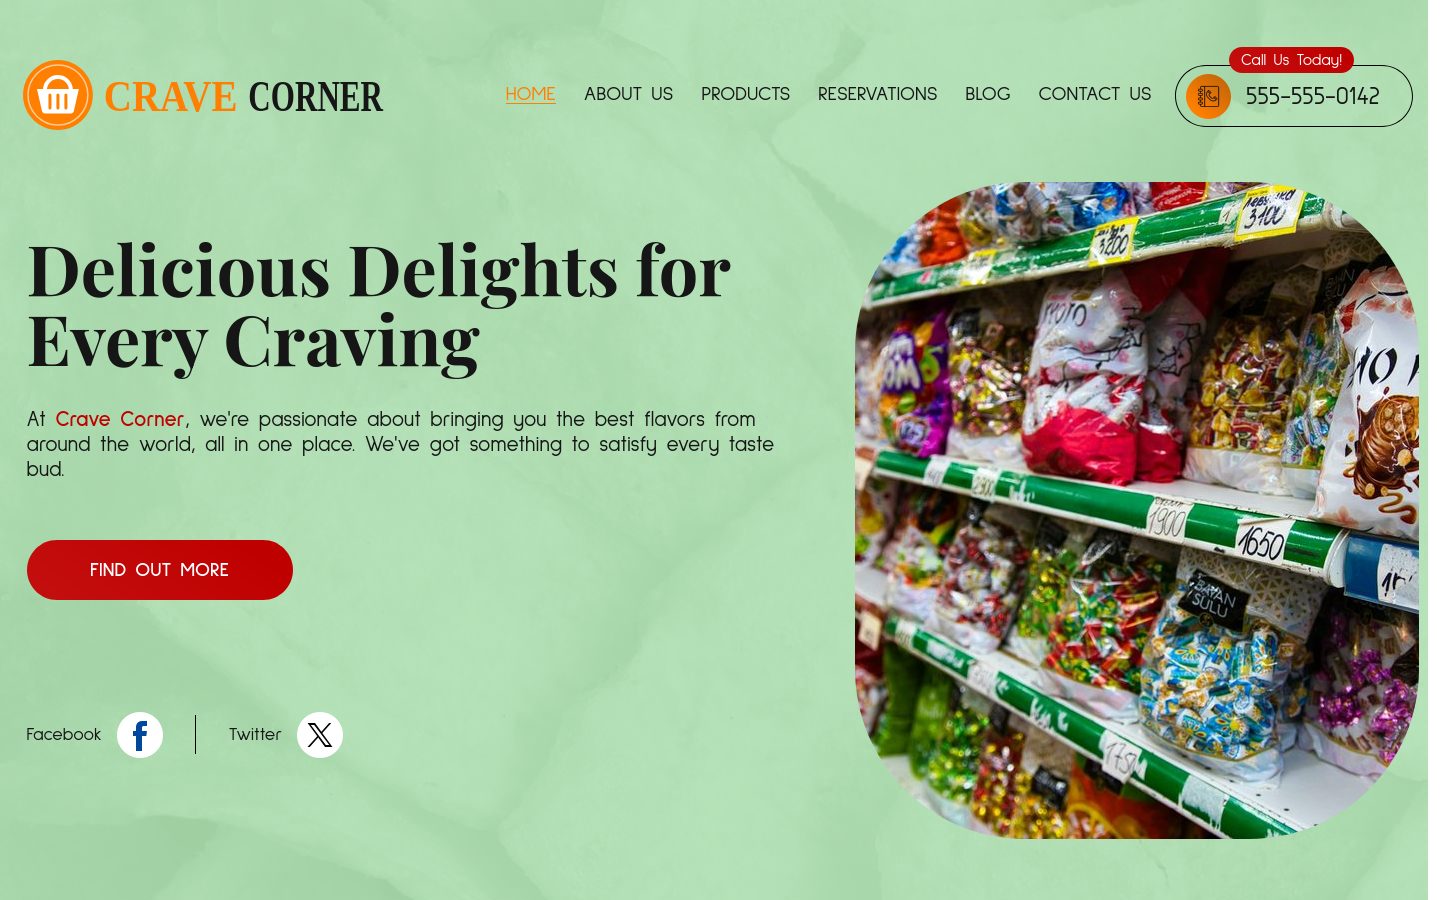 CRAVE CORNER
HOME
ABOUT US
PRODUCTS
RESERVATIONS
BLOG
CONTACT US
Call Us Today!
555-555-0142
Delicious Delights for
Every Craving
At Crave Corner, we're passionate about bringing you the best flavors from
around the world, all in one place. We've got something to satisfy every taste
bud.
FIND OUT MORE
Facebook
Twitter
3100
3200
1900
1650
BAYAN
SULU